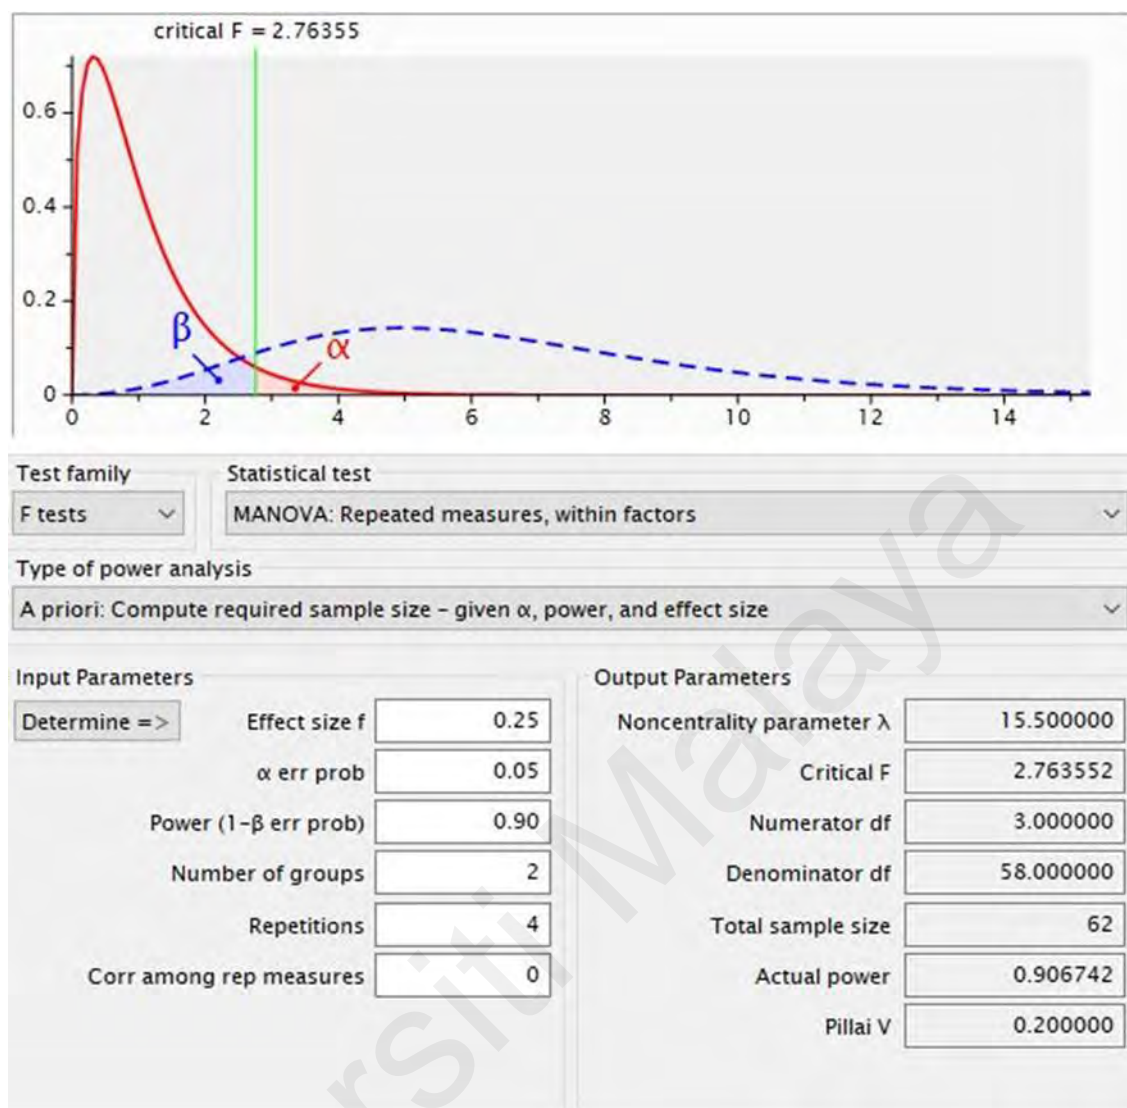 critical F = 2.76355
0.6
0.4
0.2
0
β
α
0 2 4 6 8 10 12 14
Test family Statistical test
F tests MANOVA: Repeated measures, within factors
Type of power analysis
A priori: Compute required sample size – given α, power, and effect size
Input Parameters Output Parameters
Determine => Effect size f 0.25 Noncentrality parameter λ 15.500000
α err prob 0.05 Critical F 2.763552
Power (1–β err prob) 0.90 Numerator df 3.000000
Number of groups 2 Denominator df 58.000000
Repetitions 4 Total sample size 62
Corr among rep measures 0 Actual power 0.906742
Pillai V 0.200000
rsiti Malaya